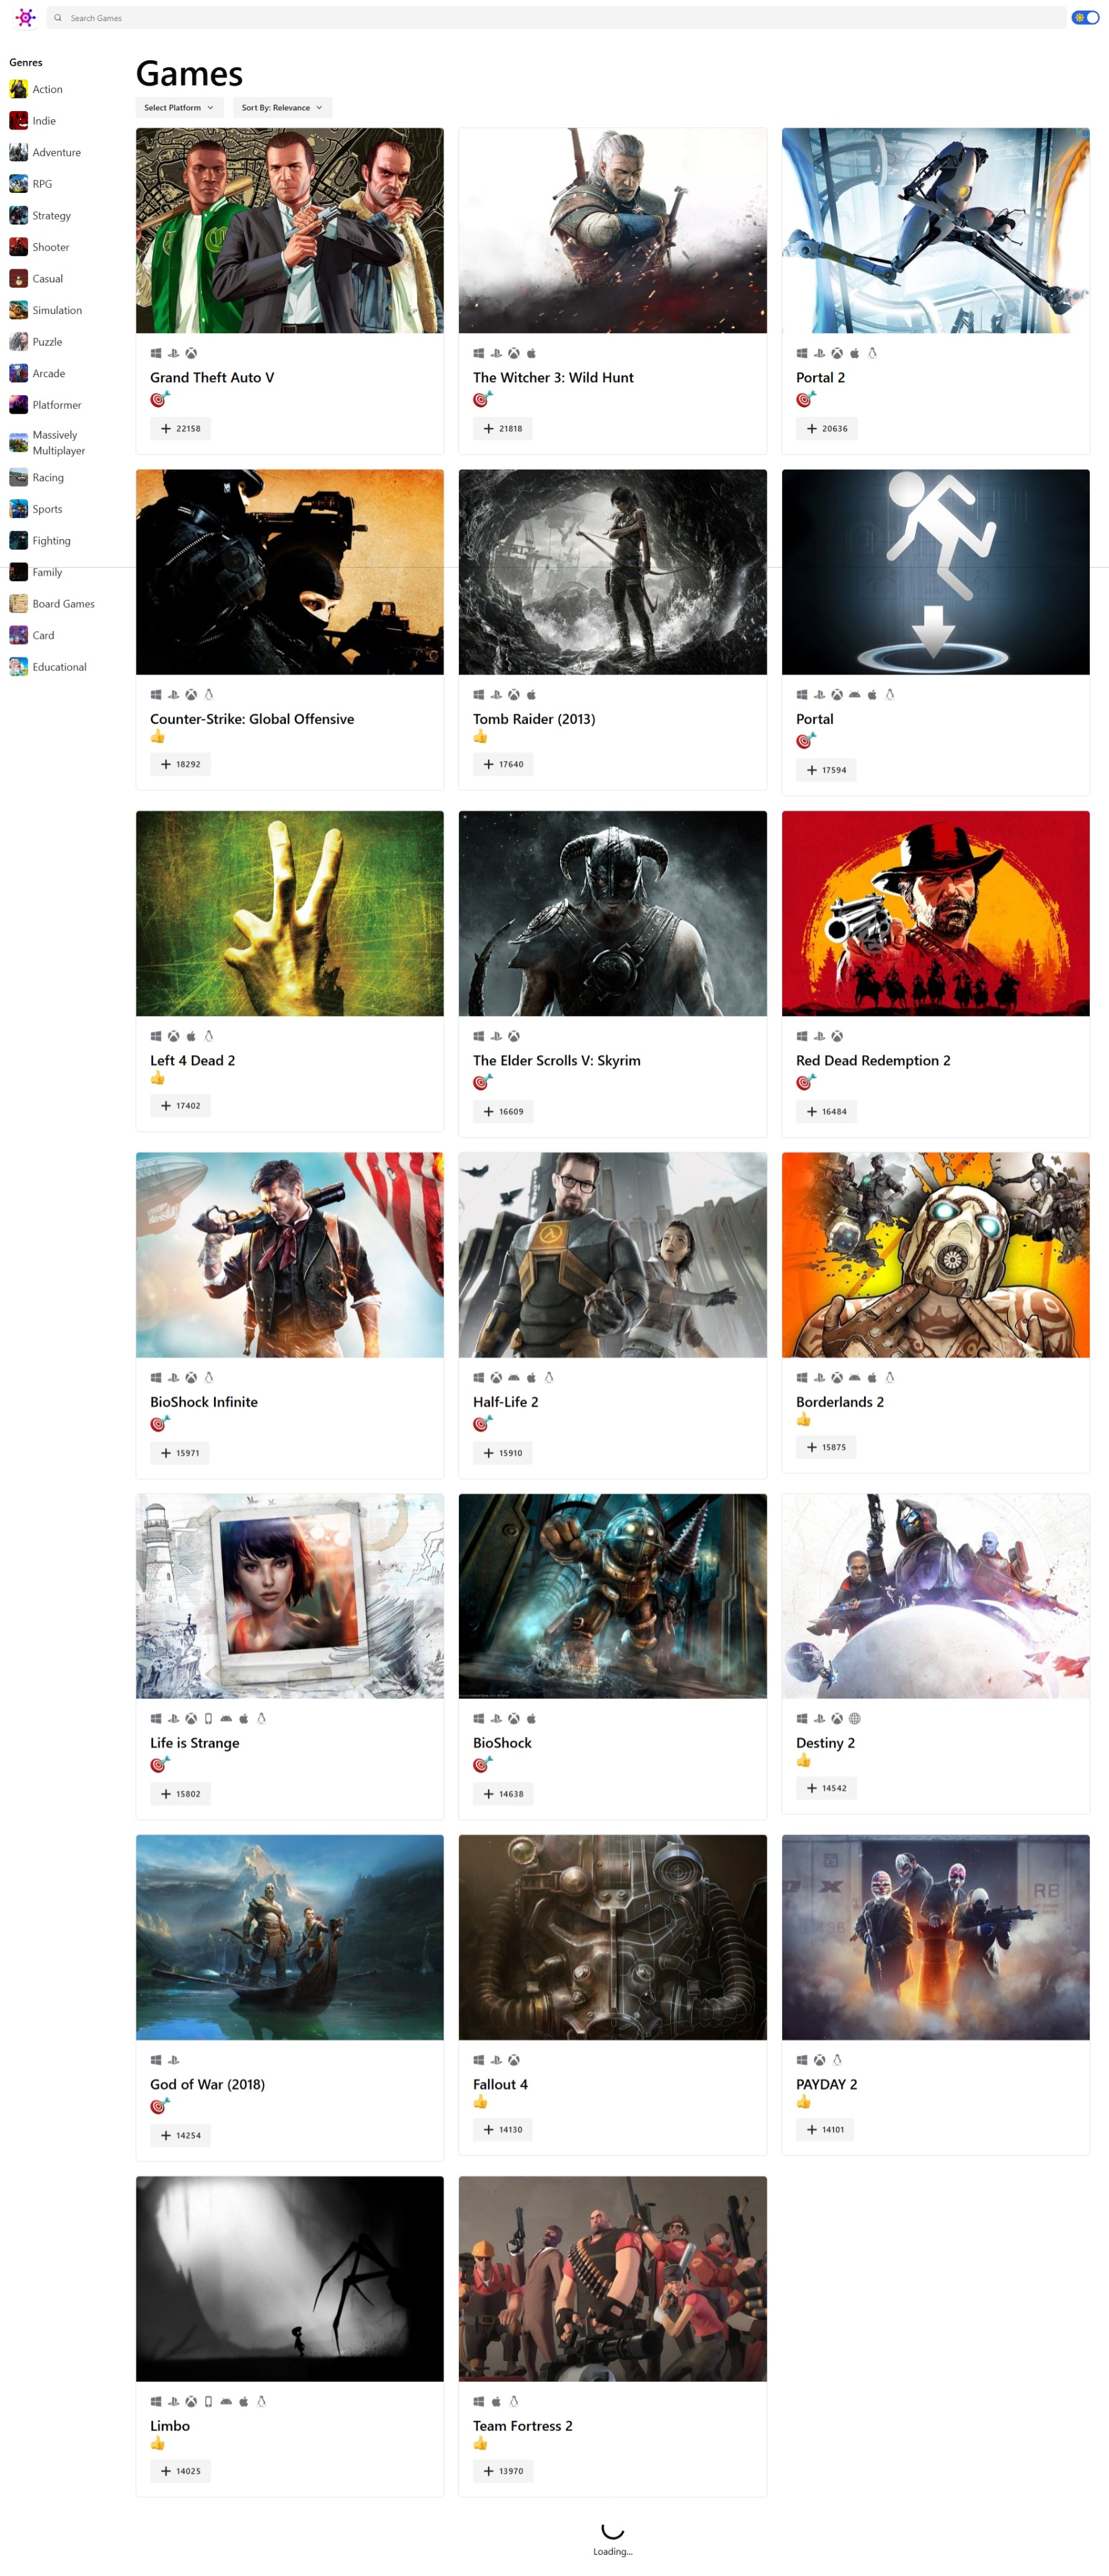 Search Games
Genres
Action
Indie
Adventure
RPG
Strategy
Shooter
Casual
Simulation
Puzzle
Arcade
Platformer
Massively
Multiplayer
Racing
Sports
Fighting
Family
Board Games
Card
Educational
Games
Select Platform
Sort By: Relevance
Grand Theft Auto V
22158
The Witcher 3: Wild Hunt
21818
Portal 2
20636
Counter-Strike: Global Offensive
18292
Tomb Raider (2013)
17640
Portal
17594
Left 4 Dead 2
17402
The Elder Scrolls V: Skyrim
16609
Red Dead Redemption 2
16484
BioShock Infinite
15971
Half-Life 2
15910
Borderlands 2
15875
Life is Strange
15802
BioShock
14638
Destiny 2
14542
God of War (2018)
14254
Fallout 4
14130
RB
PAYDAY 2
14101
Limbo
14025
Team Fortress 2
13970
Loading...